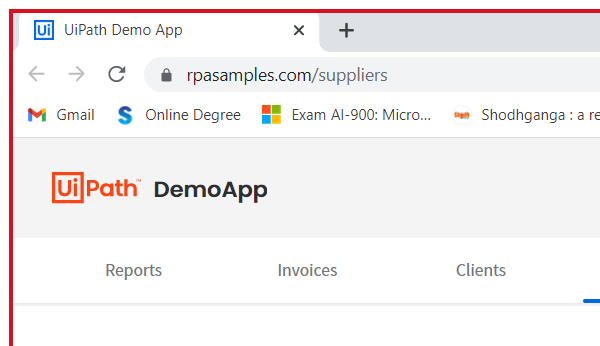 Ui UiPath Demo App
rpasamples.com/suppliers
Gmail Online Degree Exam AI-900: Micro... Shodhganga : a re
UiPath™ DemoApp
Reports Invoices Clients